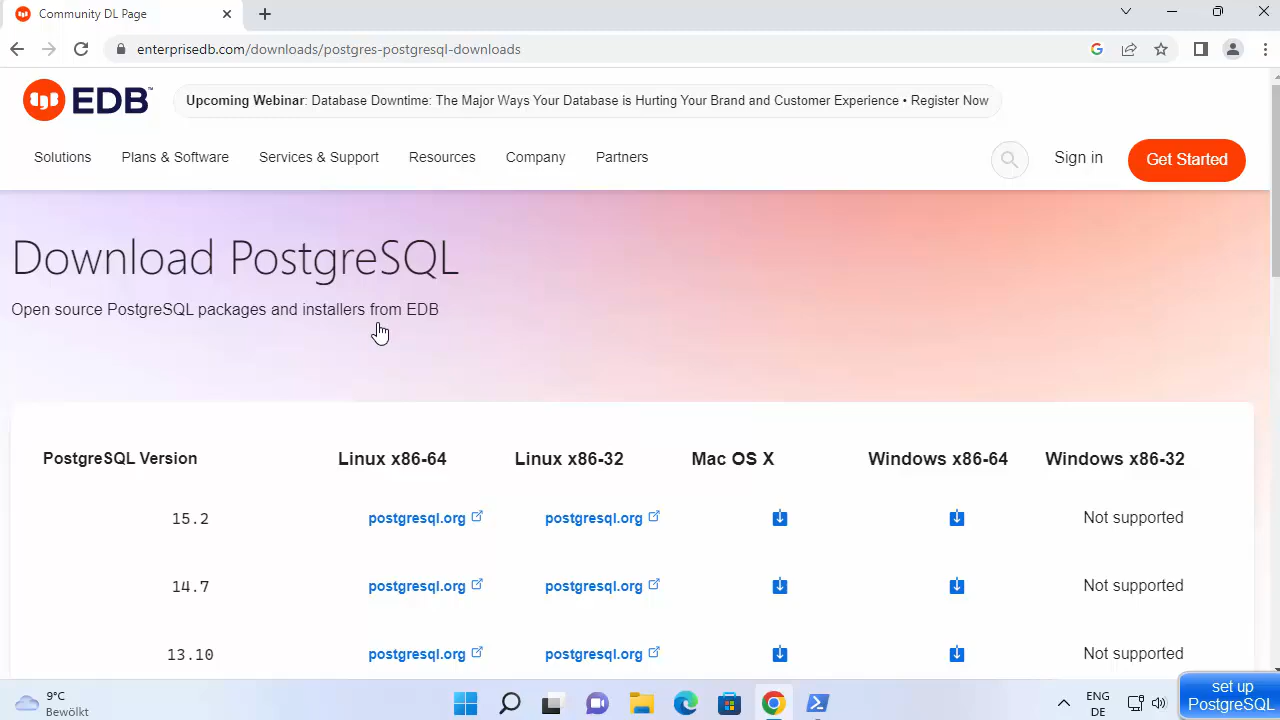 Community DL Page
enterprisedb.com/downloads/postgres-postgresql-downloads
EDB™
Upcoming Webinar: Database Downtime: The Major Ways Your Database is Hurting Your Brand and Customer Experience • Register Now
Solutions Plans & Software Services & Support Resources Company Partners Sign in Get Started
Download PostgreSQL
Open source PostgreSQL packages and installers from EDB
PostgreSQL Version Linux x86-64 Linux x86-32 Mac OS X Windows x86-64 Windows x86-32
15.2 postgresql.org postgresql.org Not supported
14.7 postgresql.org postgresql.org Not supported
13.10 postgresql.org postgresql.org Not supported
9°C
Bewölkt
ENG
DE
set up
PostgreSQL